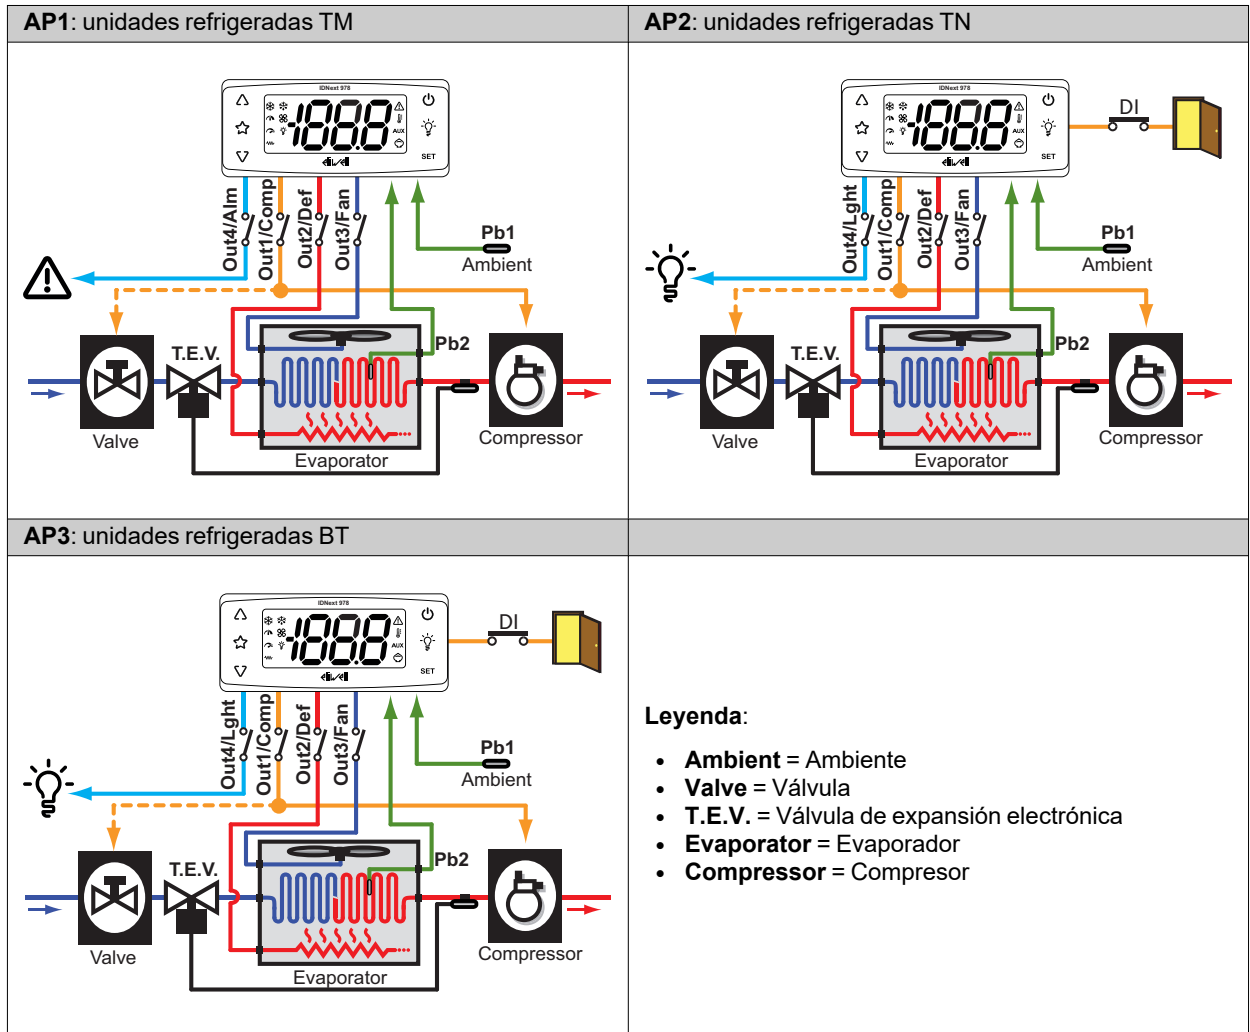 AP1: unidades refrigeradas TM
AP2: unidades refrigeradas TN
IDNext 978
188.8
AUX
SET
eliwell
Out4/Alm
Out1/Comp
Out2/Def
Out3/Fan
Pb1
Ambient
T.E.V.
Pb2
Valve
Evaporator
Compressor
IDNext 978
188.8
AUX
SET
eliwell
DI
Out4/Lght
Out1/Comp
Out2/Def
Out3/Fan
Pb1
Ambient
T.E.V.
Pb2
Valve
Evaporator
Compressor
AP3: unidades refrigeradas BT
IDNext 978
188.8
AUX
SET
eliwell
DI
Out4/Lght
Out1/Comp
Out2/Def
Out3/Fan
Pb1
Ambient
T.E.V.
Pb2
Valve
Evaporator
Compressor
Leyenda:
• Ambient = Ambiente
• Valve = Válvula
• T.E.V. = Válvula de expansión electrónica
• Evaporator = Evaporador
• Compressor = Compresor